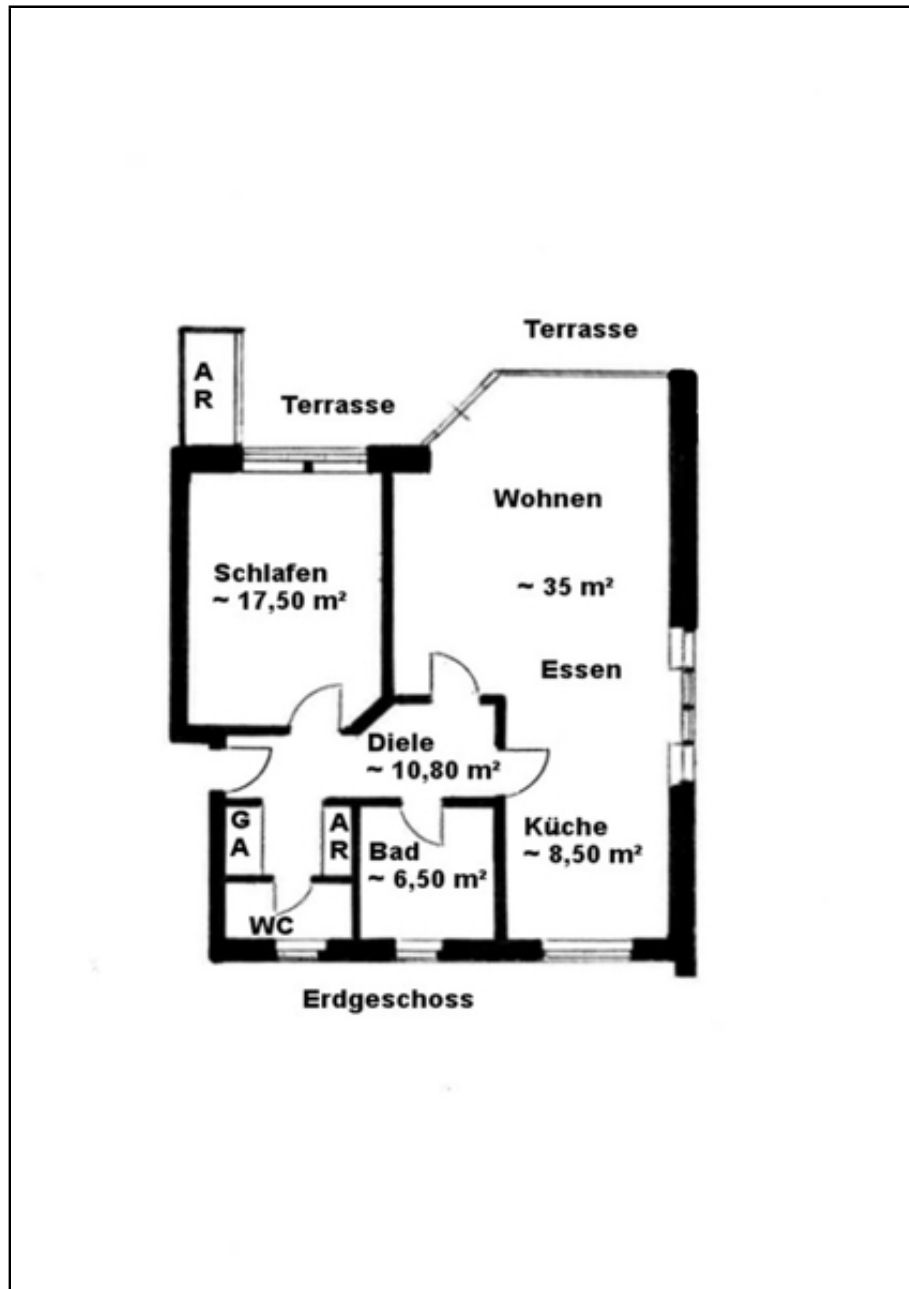 Terrasse
A
R
Terrasse
Wohnen
Schlafen
~ 17,50 m²
~ 35 m²
Essen
Diele
~ 10,80 m²
G
A
A
R
Bad
~ 6,50 m²
Küche
~ 8,50 m²
WC
Erdgeschoss